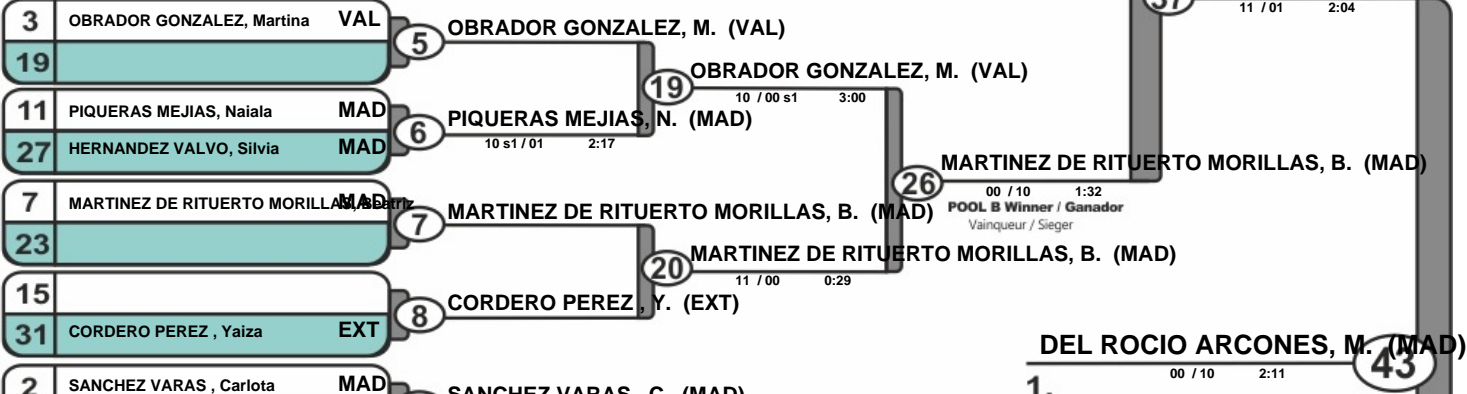 3 OBRADOR GONZALEZ, Martina VAL
19
5
OBRADOR GONZALEZ, M. (VAL)
11 PIQUERAS MEJIAS, Naiala MAD
27 HERNANDEZ VALVO, Silvia MAD
6
PIQUERAS MEJIAS, N. (MAD)
10 s1 / 01 2:17
19
OBRADOR GONZALEZ, M. (VAL)
10 / 00 s1 3:00
7 MARTINEZ DE RITUERTO MORILLAS, Beatriz MAD
23
7
MARTINEZ DE RITUERTO MORILLAS, B. (MAD)
15
31 CORDERO PEREZ , Yaiza EXT
8
CORDERO PEREZ , Y. (EXT)
20
MARTINEZ DE RITUERTO MORILLAS, B. (MAD)
11 / 00 0:29
26
MARTINEZ DE RITUERTO MORILLAS, B. (MAD)
00 / 10 1:32
POOL B Winner / Ganador
Vainqueur / Sieger
37
11 / 01 2:04
2 SANCHEZ VARAS , Carlota MAD
SANCHEZ VARAS , C. (MAD)
DEL ROCIO ARCONES, M. (MAD)
43
00 / 10 2:11
1.